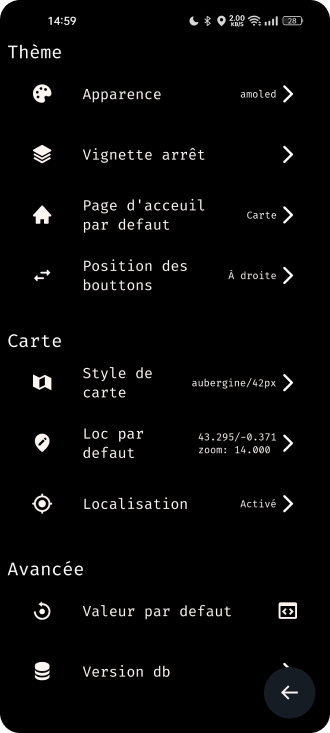 14:59
2.00
KB/S
28
Thème
Apparence
amoled
Vignette arrêt
Page d'acceuil
par defaut
Carte
Position des
bouttons
À droite
Carte
Style de
carte
aubergine/42px
Loc par
defaut
43.295/-0.371
zoom: 14.000
Localisation
Activé
Avancée
Valeur par defaut
Version db